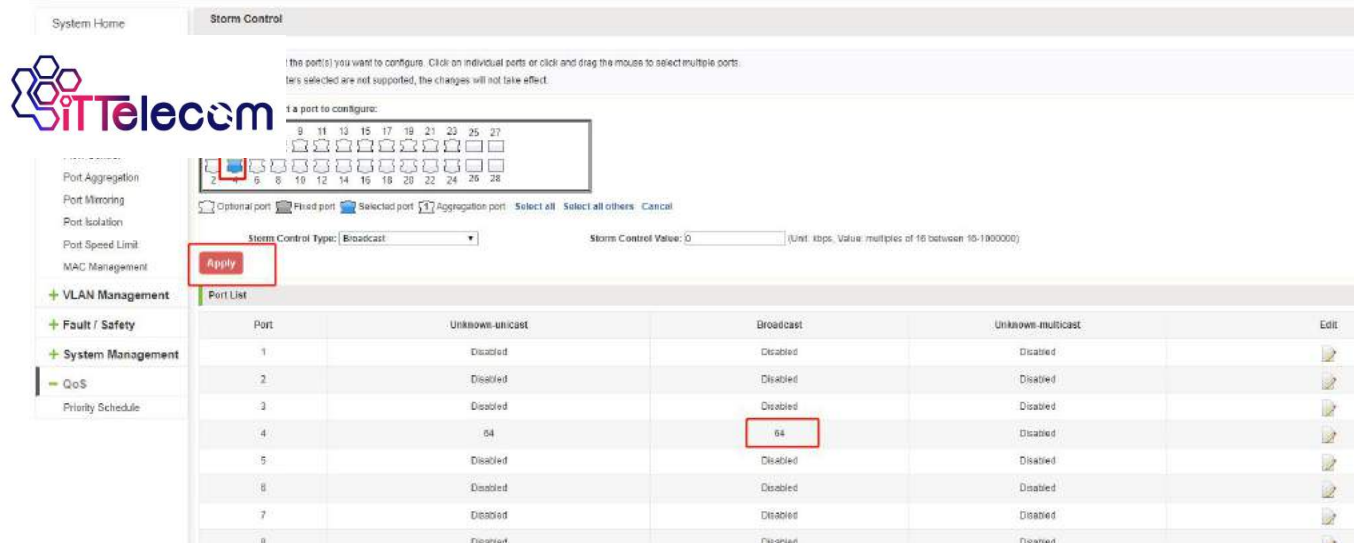 System Home
Storm Control
the port(s) you want to configure. Click on individual ports or click and drag the mouse to select multiple ports.
ters selected are not supported, the changes will not take effect.
SiTTelecom
t a port to configure:
9 11 13 15 17 19 21 23 25 27
2 4 6 8 10 12 14 16 18 20 22 24 26 28
Port Aggregation
Port Mirroring
Optional port Fixed port Selected port 1 Aggregation port Select all Select all others Cancel
Port Isolation
Port Speed Limit
Storm Control Type: Broadcast
Storm Control Value: 0 (Unit: kbps, Value: multiples of 16 between 16-1000000)
MAC Management
Apply
VLAN Management
Port List
Fault / Safety
Port Unknown-unicast Broadcast Unknown-multicast Edit
System Management
1 Disabled Disabled Disabled
QoS
2 Disabled Disabled Disabled
Priority Schedule
3 Disabled Disabled Disabled
4 64 64 Disabled
5 Disabled Disabled Disabled
6 Disabled Disabled Disabled
7 Disabled Disabled Disabled
8 Disabled Disabled Disabled